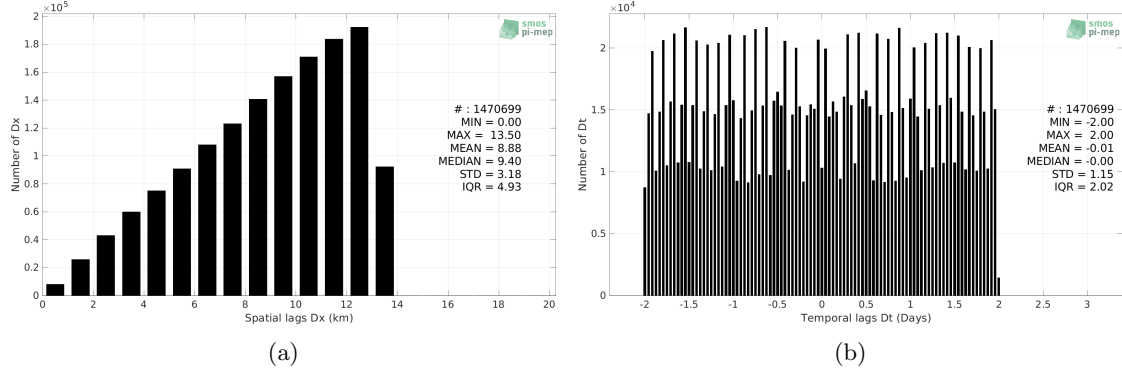 ×10⁵
2
1.8
1.6
1.4
1.2
1
0.8
0.6
0.4
0.2
0
Number of Dx
smos
pi-mep
# : 1470699
MIN = 0.00
MAX = 13.50
MEAN = 8.88
MEDIAN = 9.40
STD = 3.18
IQR = 4.93
0 2 4 6 8 10 12 14 16 18 20
Spatial lags Dx (km)
(a)
×10⁴
2
1.5
1
0.5
0
Number of Dt
smos
pi-mep
# : 1470699
MIN = -2.00
MAX = 2.00
MEAN = -0.01
MEDIAN = -0.00
STD = 1.15
IQR = 2.02
-2 -1.5 -1 -0.5 0 0.5 1 1.5 2 2.5 3
Temporal lags Dt (Days)
(b)